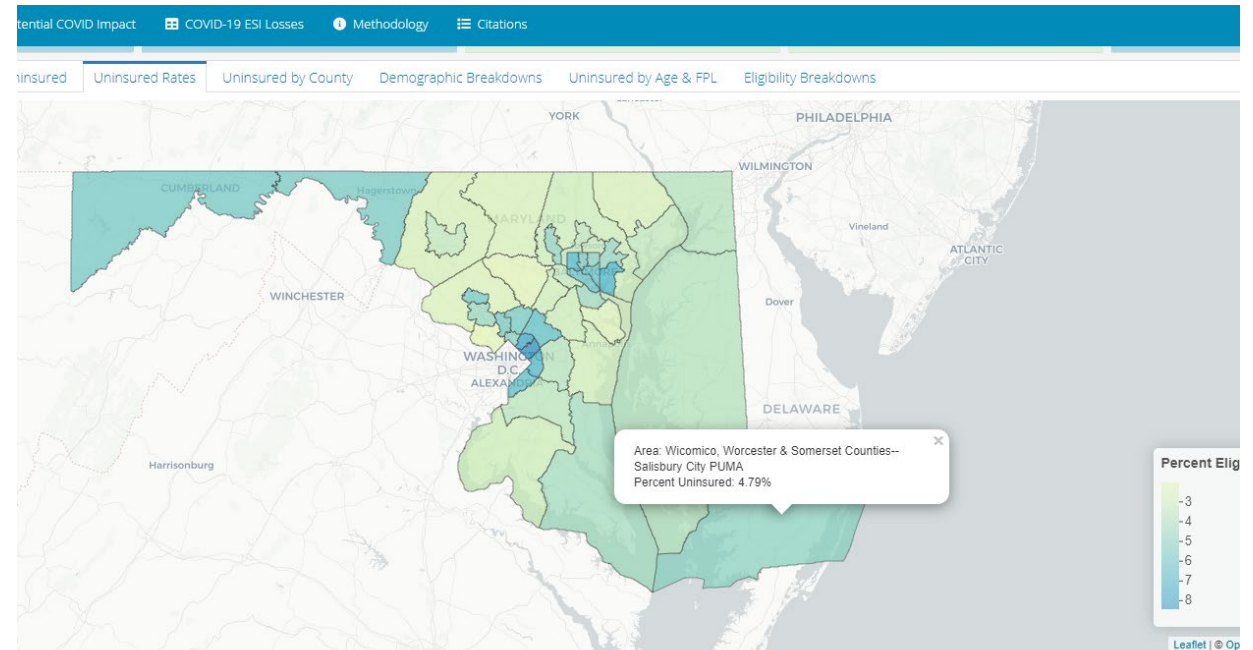 tential COVID Impact
COVID-19 ESI Losses
Methodology
Citations
ninsured
Uninsured Rates
Uninsured by County
Demographic Breakdowns
Uninsured by Age & FPL
Eligibility Breakdowns
YORK
PHILADELPHIA
WILMINGTON
CUMBERLAND
Hagerstown
MARYLAND
Vineland
ATLANTIC
CITY
BALTIMORE
WINCHESTER
Dover
Annapolis
WASHINGTON
D.C.
ALEXANDRIA
DELAWARE
Harrisonburg
Area: Wicomico, Worcester & Somerset Counties--
Salisbury City PUMA
Percent Uninsured: 4.79%
×
Percent Elig
3
4
5
6
7
8
Leaflet | © Op